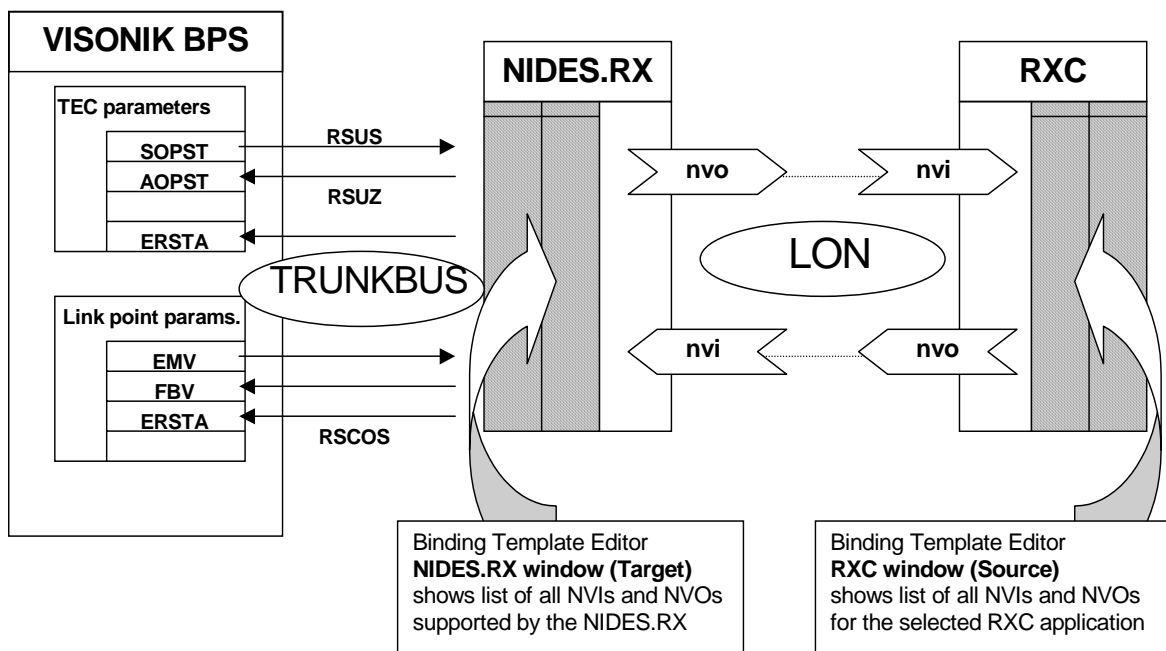 VISONIK BPS
TEC parameters
SOPST
AOPST
ERSTA
Link point params.
EMV
FBV
ERSTA
RSUS
RSUZ
TRUNKBUS
RSCOS
NIDES.RX
nvo
nvi
LON
nvi
nvo
RXC
Binding Template Editor
NIDES.RX window (Target)
shows list of all NVIs and NVOs
supported by the NIDES.RX
Binding Template Editor
RXC window (Source)
shows list of all NVIs and NVOs
for the selected RXC application